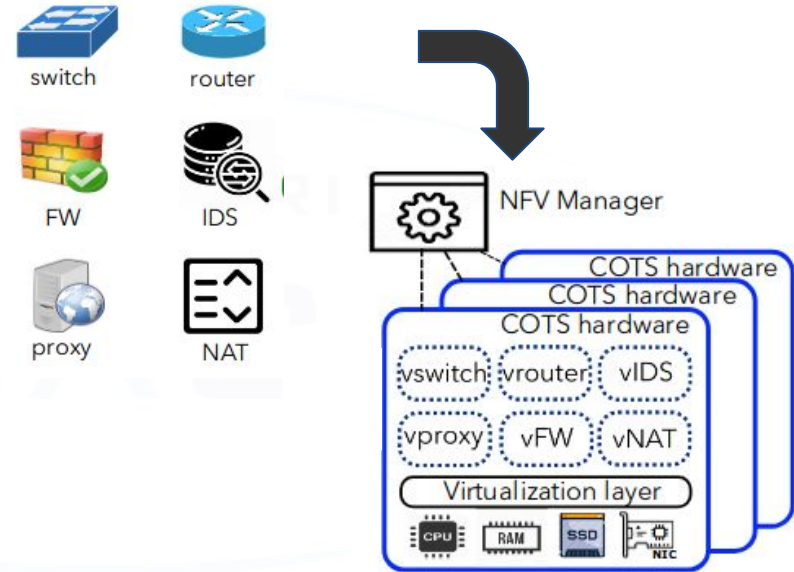 switch
router
FW
IDS
proxy
NAT
NFV Manager
COTS hardware
COTS hardware
COTS hardware
vswitch vrouter vIDS
vproxy vFW vNAT
Virtualization layer
CPU RAM SSD NIC